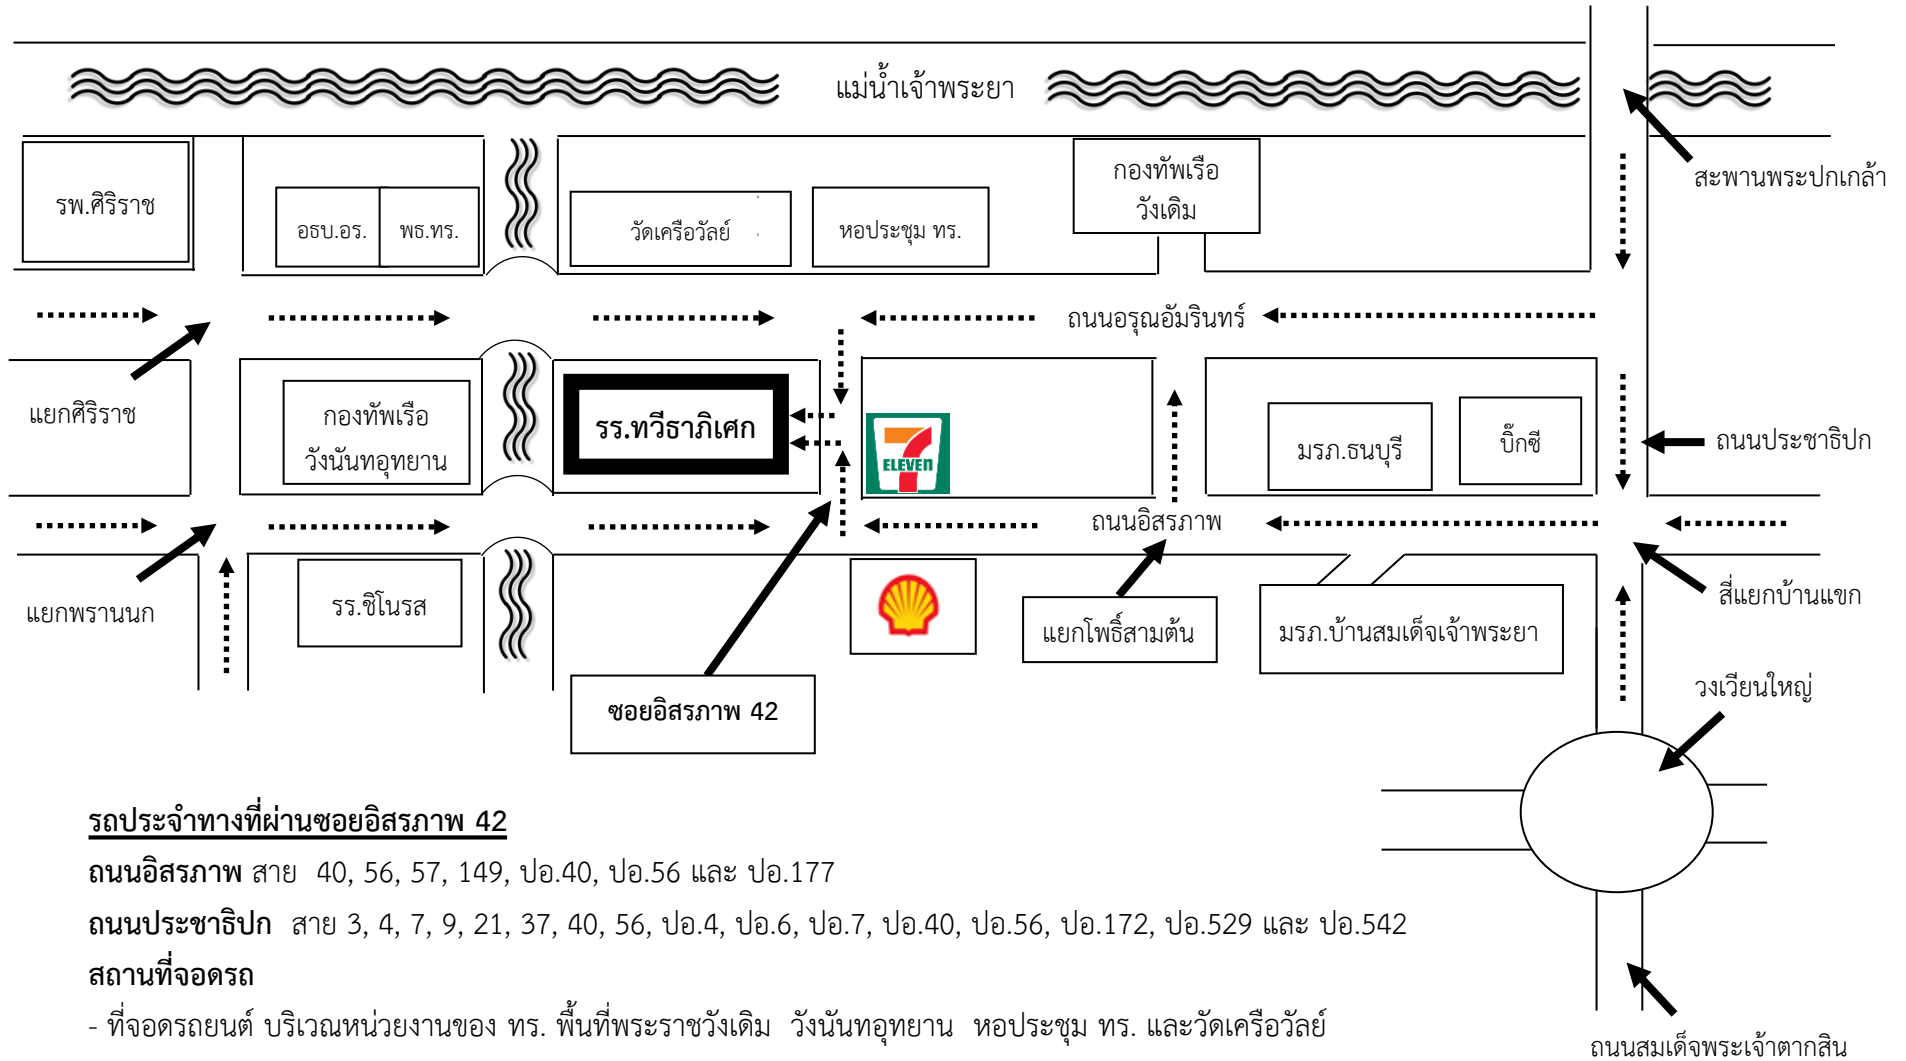 แม่น้ำเจ้าพระยา
รพ.ศิริราช
อธบ.อร.
พธ.ทร.
วัดเครือวัลย์
หอประชุม ทร.
กองทัพเรือ
วังเดิม
สะพานพระปกเกล้า
ถนนอรุณอัมรินทร์
แยกศิริราช
กองทัพเรือ
วังนันทอุทยาน
รร.ทวีธาภิเศก
7
ELEVEn
มรภ.ธนบุรี
บิ๊กซี
ถนนประชาธิปก
ถนนอิสรภาพ
แยกพรานนก
รร.ชิโนรส
แยกโพธิ์สามต้น
มรภ.บ้านสมเด็จเจ้าพระยา
สี่แยกบ้านแขก
ซอยอิสรภาพ 42
วงเวียนใหญ่
รถประจำทางที่ผ่านซอยอิสรภาพ 42
ถนนอิสรภาพ สาย 40, 56, 57, 149, ปอ.40, ปอ.56 และ ปอ.177
ถนนประชาธิปก สาย 3, 4, 7, 9, 21, 37, 40, 56, ปอ.4, ปอ.6, ปอ.7, ปอ.40, ปอ.56, ปอ.172, ปอ.529 และ ปอ.542
สถานที่จอดรถ
- ที่จอดรถยนต์ บริเวณหน่วยงานของ ทร. พื้นที่พระราชวังเดิม วังนันทอุทยาน หอประชุม ทร. และวัดเครือวัลย์
ถนนสมเด็จพระเจ้าตากสิน